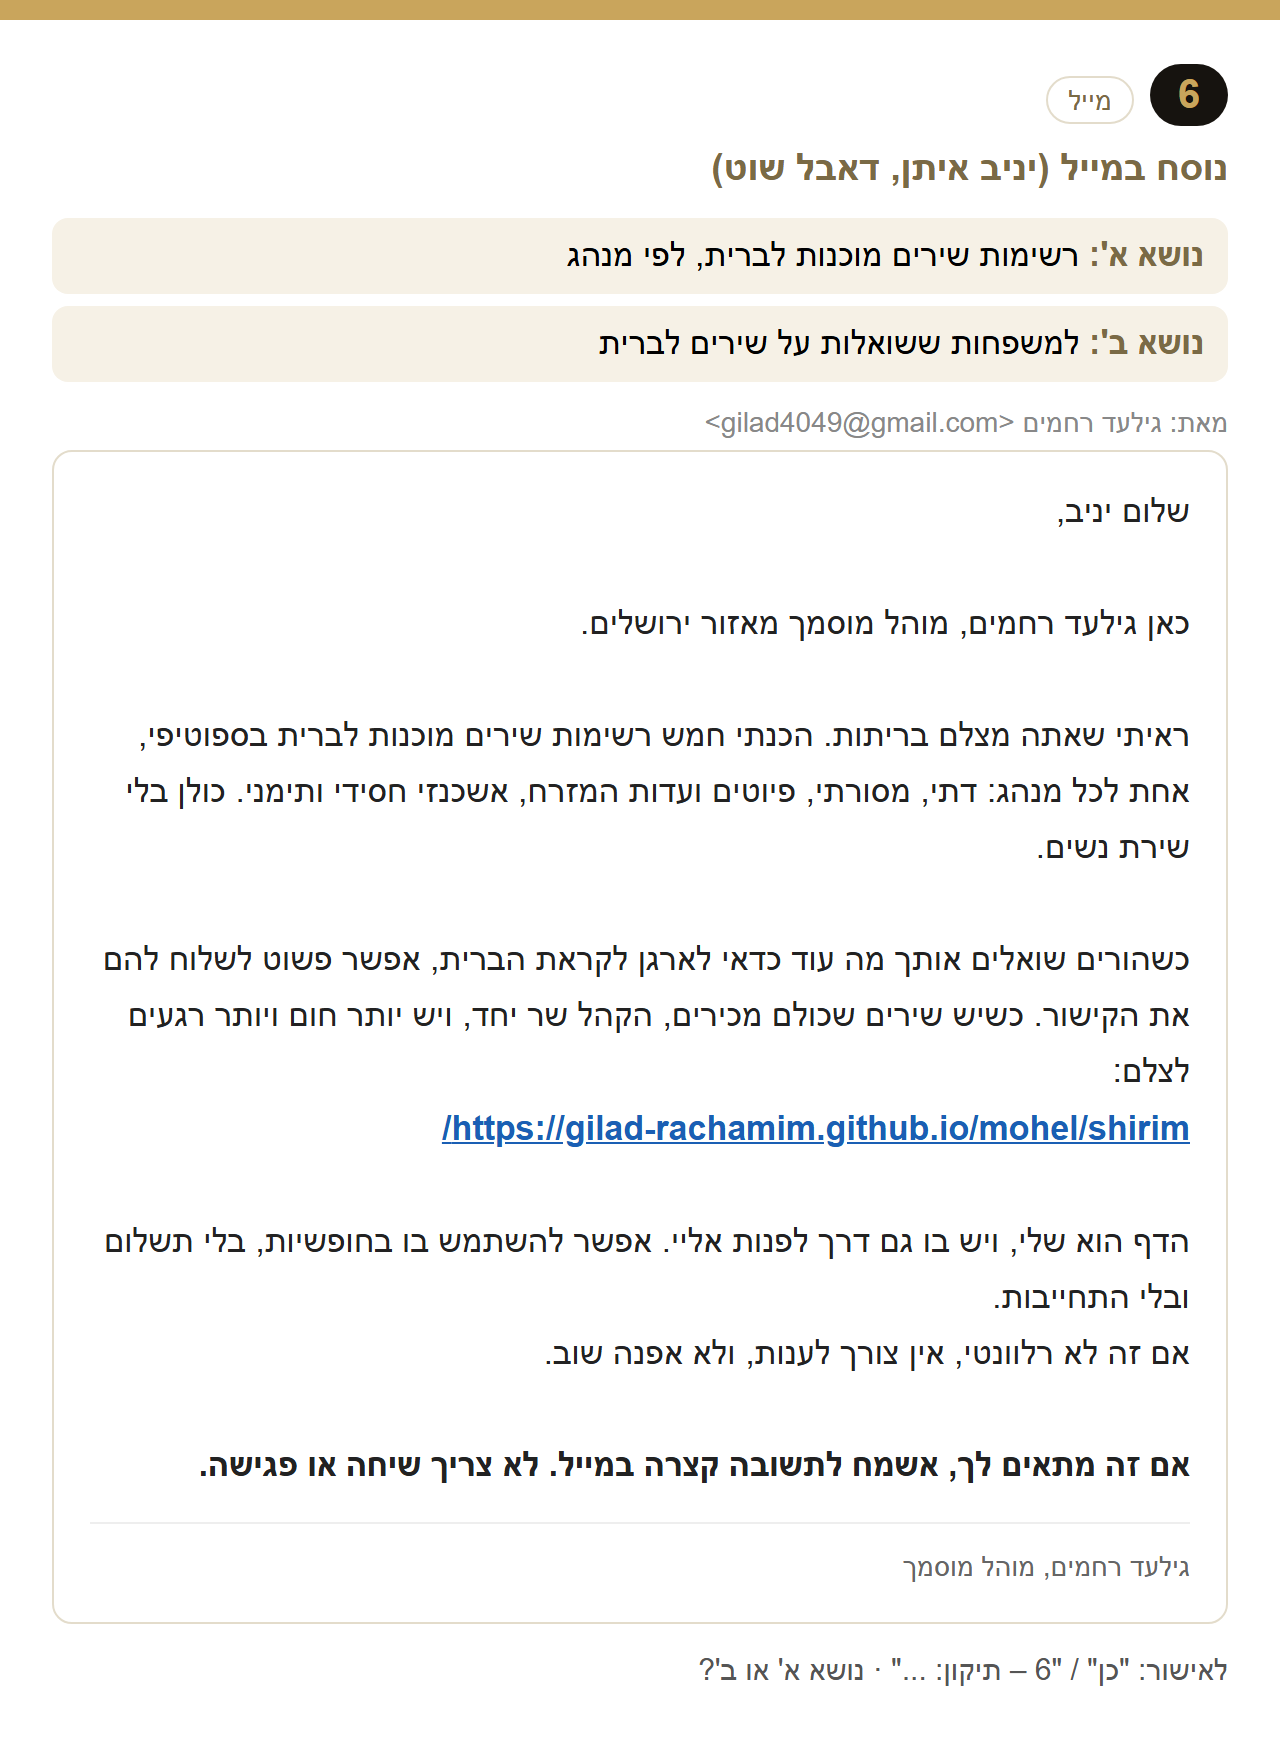 6
מייל
נוסח במייל (יניב איתן, דאבל שוט)
נושא א': רשימות שירים מוכנות לברית, לפי מנהג
נושא ב': למשפחות ששואלות על שירים לברית
מאת: גילעד רחמים <gilad4049@gmail.com>
שלום יניב,
כאן גילעד רחמים, מוהל מוסמך מאזור ירושלים.
ראיתי שאתה מצלם בריתות. הכנתי חמש רשימות שירים מוכנות לברית בספוטיפי,
אחת לכל מנהג: דתי, מסורתי, פיוטים ועדות המזרח, אשכנזי חסידי ותימני. כולן בלי
שירת נשים.
כשהורים שואלים אותך מה עוד כדאי לארגן לקראת הברית, אפשר פשוט לשלוח להם
את הקישור. כשיש שירים שכולם מכירים, הקהל שר יחד, ויש יותר חום ויותר רגעים
לצלם:
https://gilad-rachamim.github.io/mohel/shirim/
הדף הוא שלי, ויש בו גם דרך לפנות אליי. אפשר להשתמש בו בחופשיות, בלי תשלום
ובלי התחייבות.
אם זה לא רלוונטי, אין צורך לענות, ולא אפנה שוב.
אם זה מתאים לך, אשמח לתשובה קצרה במייל. לא צריך שיחה או פגישה.
גילעד רחמים, מוהל מוסמך
לאישור: "כן" / "6 – תיקון: ..." · נושא א' או ב'?